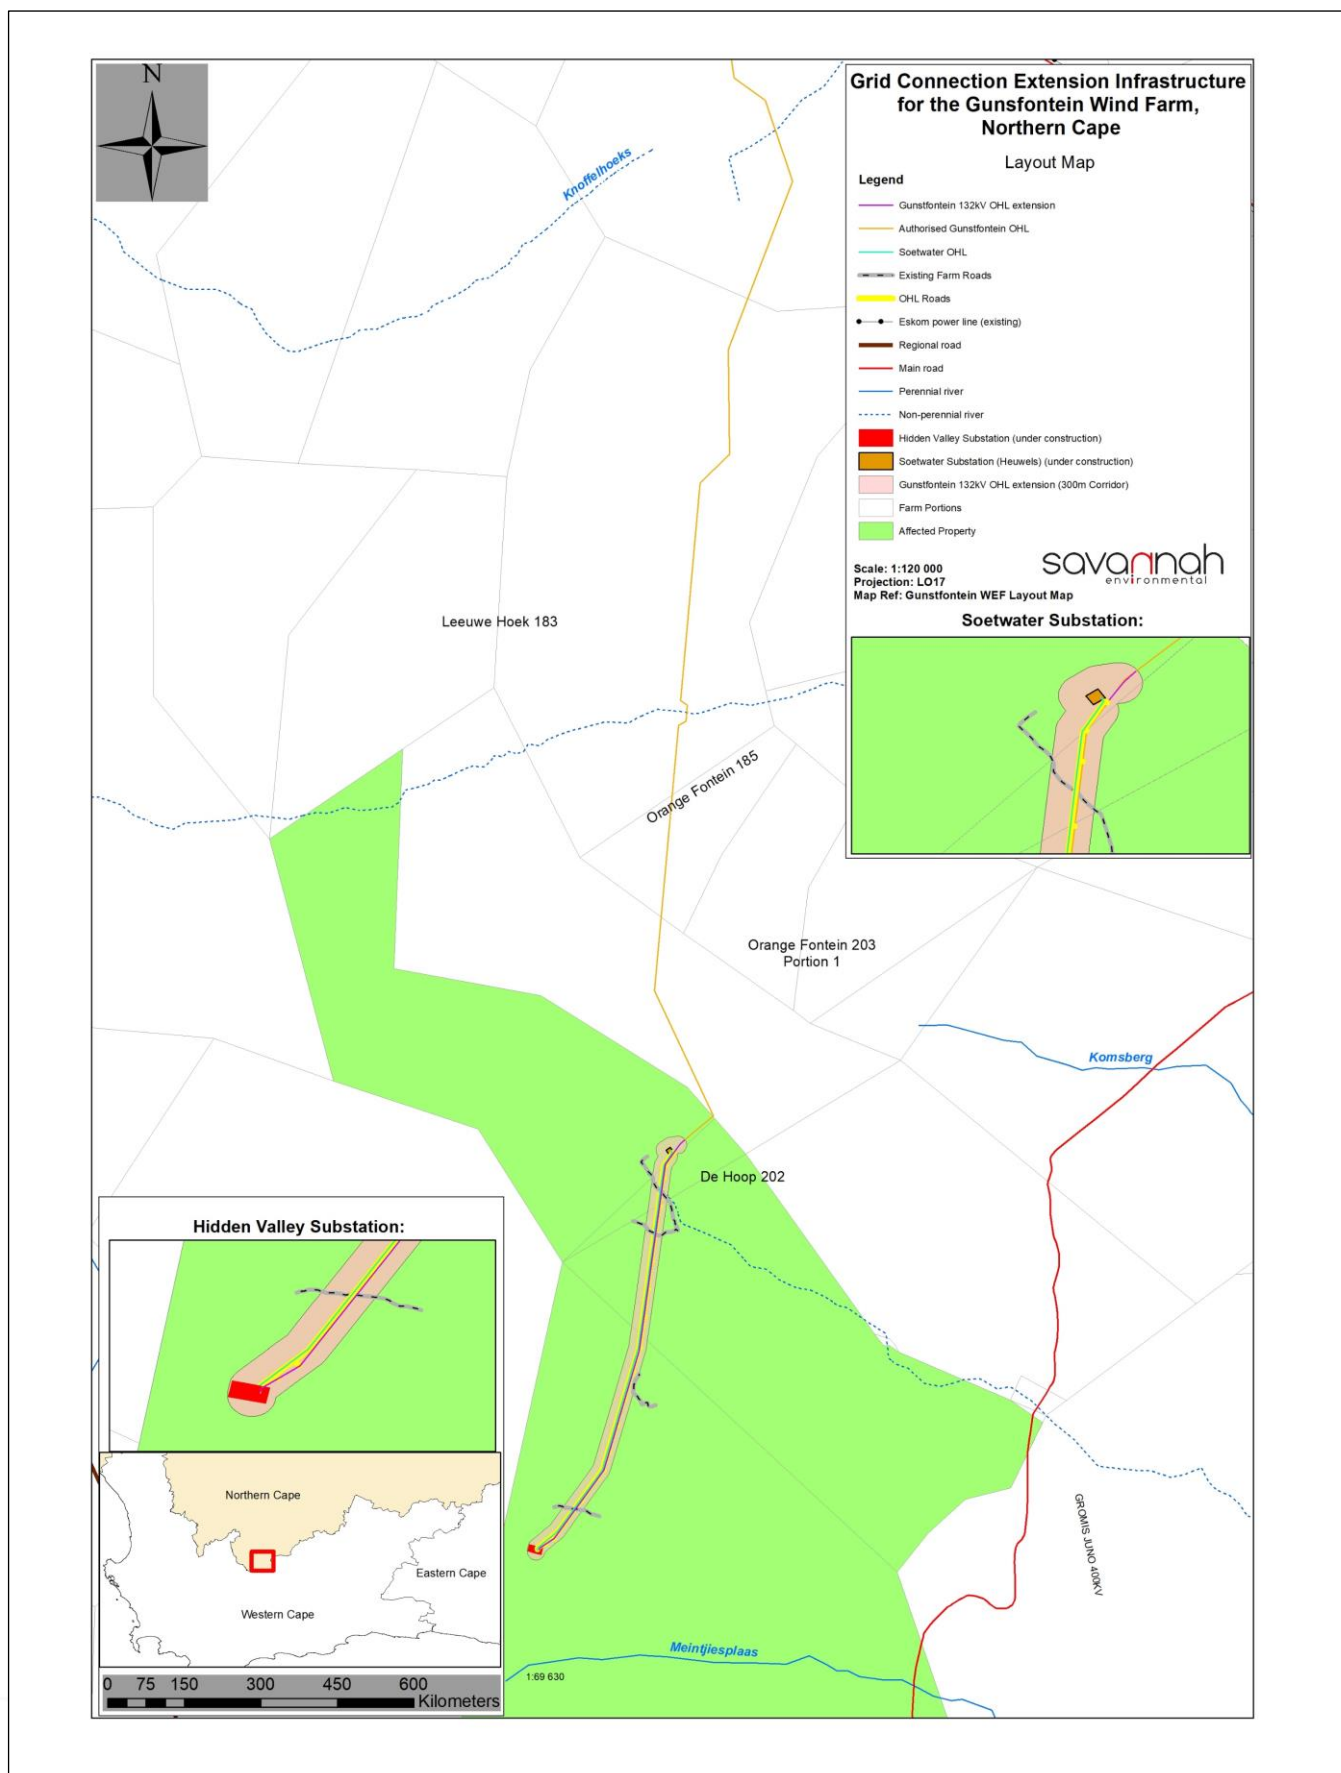 N
Grid Connection Extension Infrastructure
for the Gunsfontein Wind Farm,
Northern Cape
Layout Map
Legend
Gunstfontein 132kV OHL extension
Authorised Gunstfontein OHL
Soetwater OHL
Existing Farm Roads
OHL Roads
Eskom power line (existing)
Regional road
Main road
Perennial river
Non-perennial river
Hidden Valley Substation (under construction)
Soetwater Substation (Heuwels) (under construction)
Gunstfontein 132kV OHL extension (300m Corridor)
Farm Portions
Affected Property
Scale: 1:120 000
Projection: LO17
Map Ref: Gunstfontein WEF Layout Map
savannah
environmental
Soetwater Substation:
Knoffelhoeks
Leeuwe Hoek 183
Orange Fontein 185
Orange Fontein 203
Portion 1
Komsberg
De Hoop 202
GROMIS JUNO 400KV
Meintjiesplaas
1:69 630
Hidden Valley Substation:
Northern Cape
Eastern Cape
Western Cape
0 75 150 300 450 600
Kilometers